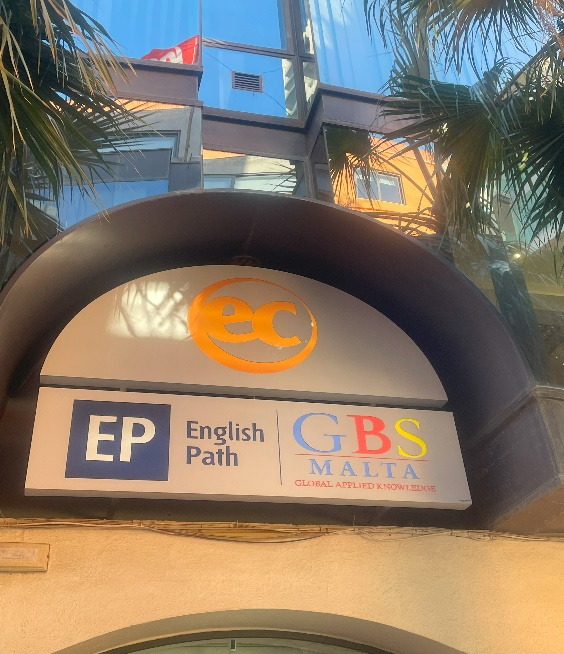 ec
EP
English
Path
GBS
MALTA
GLOBAL APPLIED KNOWLEDGE